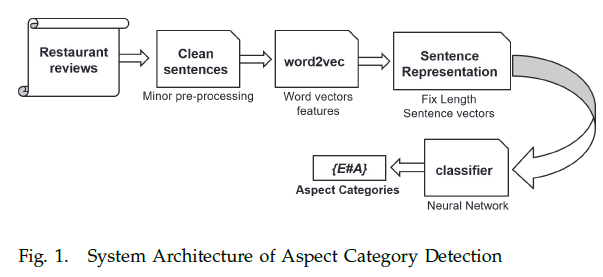 Restaurant
reviews
Clean
sentences
Minor pre-processing
word2vec
Word vectors
features
Sentence
Representation
Fix Length
Sentence vectors
classifier
Neural Network
{E#A}
Aspect Categories
Fig. 1. System Architecture of Aspect Category Detection